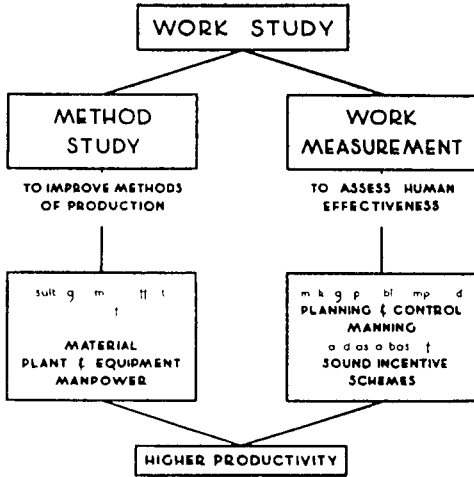 WORK STUDY
METHOD
STUDY
WORK
MEASUREMENT
TO IMPROVE METHODS
OF PRODUCTION
TO ASSESS HUMAN
EFFECTIVENESS
MATERIAL
PLANT & EQUIPMENT
MANPOWER
PLANNING & CONTROL
MANNING
SOUND INCENTIVE
SCHEMES
HIGHER PRODUCTIVITY